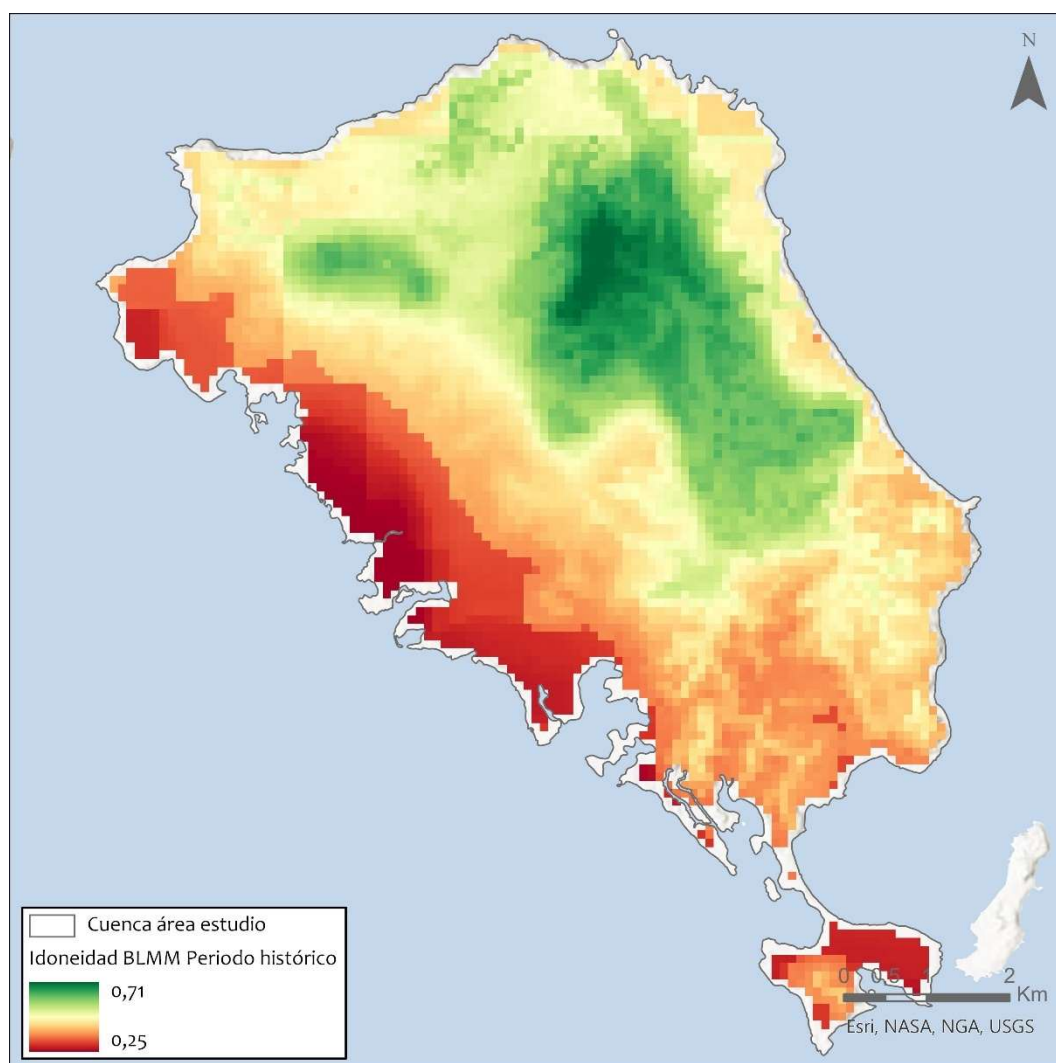 N
Cuenca área estudio
Idoneidad BLMM Periodo histórico
0,71
0,25
0 0,5 1 2
Km
Esri, NASA, NGA, USGS